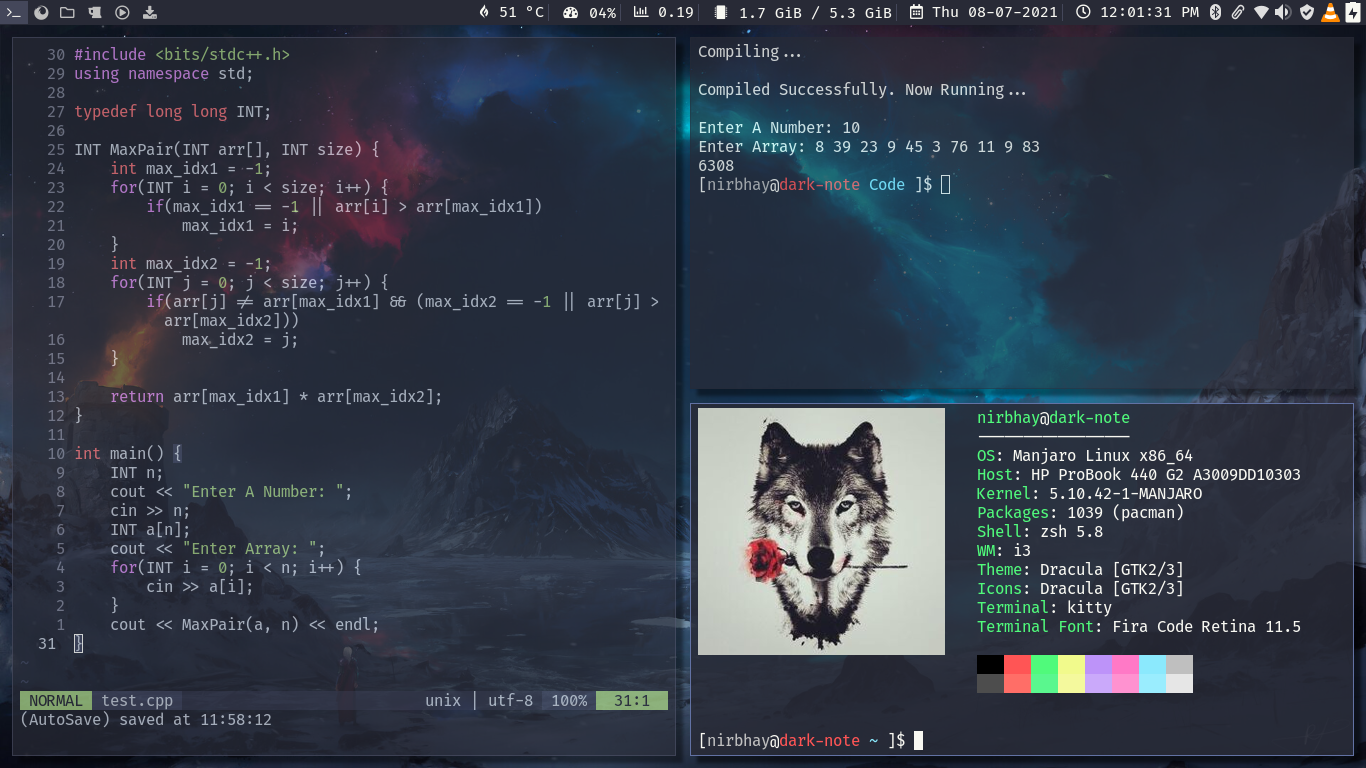 51 °C 04% 0.19 1.7 GiB / 5.3 GiB Thu 08-07-2021 12:01:31 PM
30 #include <bits/stdc++.h>
29 using namespace std;
28
27 typedef long long INT;
26
25 INT MaxPair(INT arr[], INT size) {
24 int max_idx1 = -1;
23 for(INT i = 0; i < size; i++) {
22 if(max_idx1 == -1 || arr[i] > arr[max_idx1])
21 max_idx1 = i;
20 }
19 int max_idx2 = -1;
18 for(INT j = 0; j < size; j++) {
17 if(arr[j] != arr[max_idx1] && (max_idx2 == -1 || arr[j] >
arr[max_idx2]))
16 max_idx2 = j;
15 }
14
13 return arr[max_idx1] * arr[max_idx2];
12 }
11
10 int main() {
9 INT n;
8 cout << "Enter A Number: ";
7 cin >> n;
6 INT a[n];
5 cout << "Enter Array: ";
4 for(INT i = 0; i < n; i++) {
3 cin >> a[i];
2 }
1 cout << MaxPair(a, n) << endl;
31 }
NORMAL test.cpp unix | utf-8 100% 31:1
(AutoSave) saved at 11:58:12
Compiling...
Compiled Successfully. Now Running...
Enter A Number: 10
Enter Array: 8 39 23 9 45 3 76 11 9 83
6308
[nirbhay@dark-note Code ]$
nirbhay@dark-note
-----------------
OS: Manjaro Linux x86_64
Host: HP ProBook 440 G2 A3009DD10303
Kernel: 5.10.42-1-MANJARO
Packages: 1039 (pacman)
Shell: zsh 5.8
WM: i3
Theme: Dracula [GTK2/3]
Icons: Dracula [GTK2/3]
Terminal: kitty
Terminal Font: Fira Code Retina 11.5
[nirbhay@dark-note ~ ]$